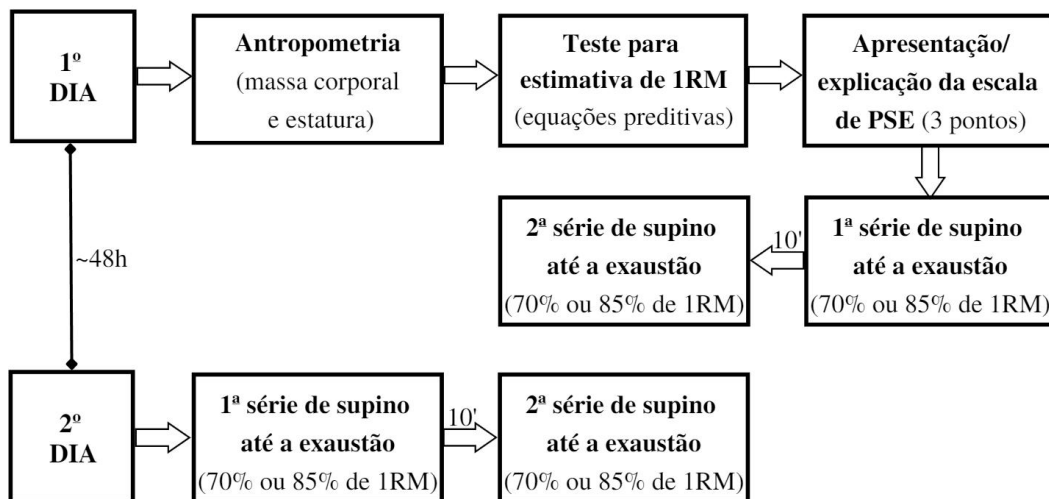 1º
DIA
Antropometria
(massa corporal
e estatura)
Teste para
estimativa de 1RM
(equações preditivas)
Apresentação/
explicação da escala
de PSE (3 pontos)
1ª série de supino
até a exaustão
(70% ou 85% de 1RM)
10'
2ª série de supino
até a exaustão
(70% ou 85% de 1RM)
~48h
2º
DIA
1ª série de supino
até a exaustão
(70% ou 85% de 1RM)
10'
2ª série de supino
até a exaustão
(70% ou 85% de 1RM)